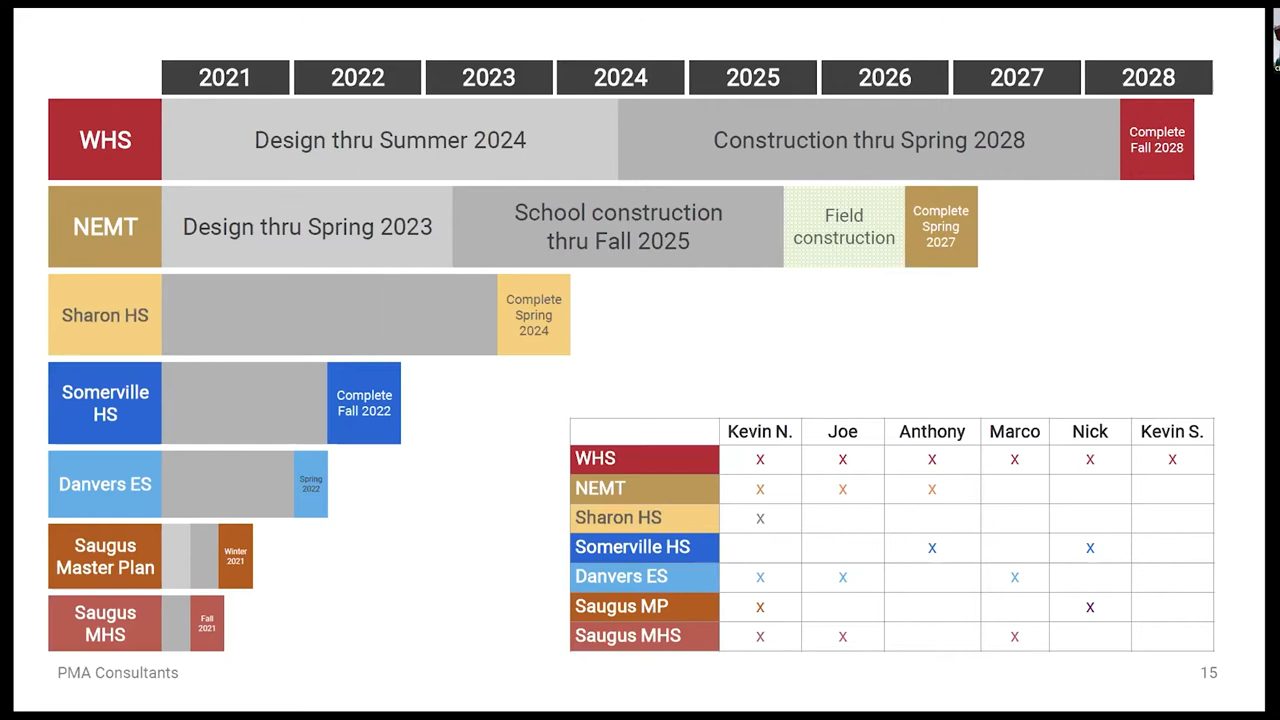 2021 2022 2023 2024 2025 2026 2027 2028
WHS
Design thru Summer 2024
Construction thru Spring 2028
Complete
Fall 2028
NEMT
Design thru Spring 2023
School construction
thru Fall 2025
Field
construction
Complete
Spring
2027
Sharon HS
Complete
Spring
2024
Somerville
HS
Complete
Fall 2022
Danvers ES
Spring
2022
Saugus
Master Plan
Winter
2021
Saugus
MHS
Fall
2021
Kevin N. Joe Anthony Marco Nick Kevin S.
WHS x x x x x x
NEMT x x x
Sharon HS x
Somerville HS x x
Danvers ES x x x
Saugus MP x x
Saugus MHS x x x
PMA Consultants
15